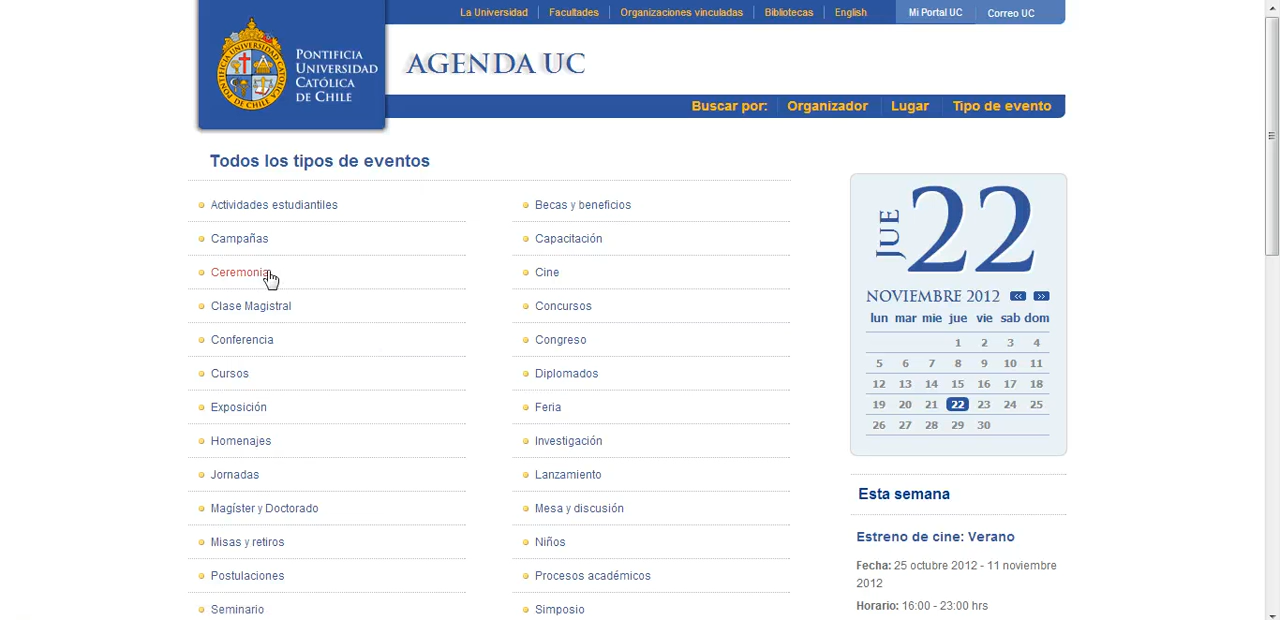 La Universidad Facultades Organizaciones vinculadas Bibliotecas English Mi Portal UC Correo UC
PONTIFICIA
UNIVERSIDAD
CATÓLICA
DE CHILE
AGENDA UC
Buscar por: Organizador Lugar Tipo de evento
Todos los tipos de eventos
Actividades estudiantiles
Becas y beneficios
Campañas
Capacitación
Ceremonia
Cine
Clase Magistral
Concursos
Conferencia
Congreso
Cursos
Diplomados
Exposición
Feria
Homenajes
Investigación
Jornadas
Lanzamiento
Magíster y Doctorado
Mesa y discusión
Misas y retiros
Niños
Postulaciones
Procesos académicos
Seminario
Simposio
JUE 22
NOVIEMBRE 2012 << >>
lun mar mie jue vie sab dom
1 2 3 4
5 6 7 8 9 10 11
12 13 14 15 16 17 18
19 20 21 22 23 24 25
26 27 28 29 30
Esta semana
Estreno de cine: Verano
Fecha: 25 octubre 2012 - 11 noviembre
2012
Horario: 16:00 - 23:00 hrs